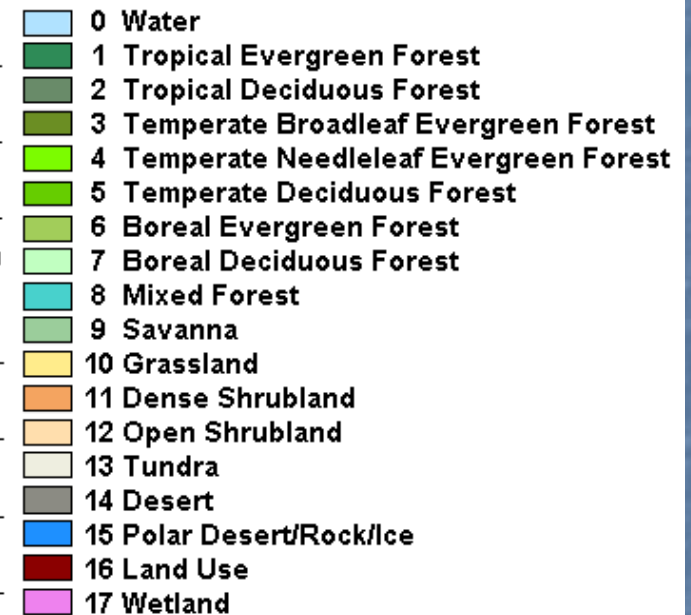 0 Water
1 Tropical Evergreen Forest
2 Tropical Deciduous Forest
3 Temperate Broadleaf Evergreen Forest
4 Temperate Needleleaf Evergreen Forest
5 Temperate Deciduous Forest
6 Boreal Evergreen Forest
7 Boreal Deciduous Forest
8 Mixed Forest
9 Savanna
10 Grassland
11 Dense Shrubland
12 Open Shrubland
13 Tundra
14 Desert
15 Polar Desert/Rock/Ice
16 Land Use
17 Wetland